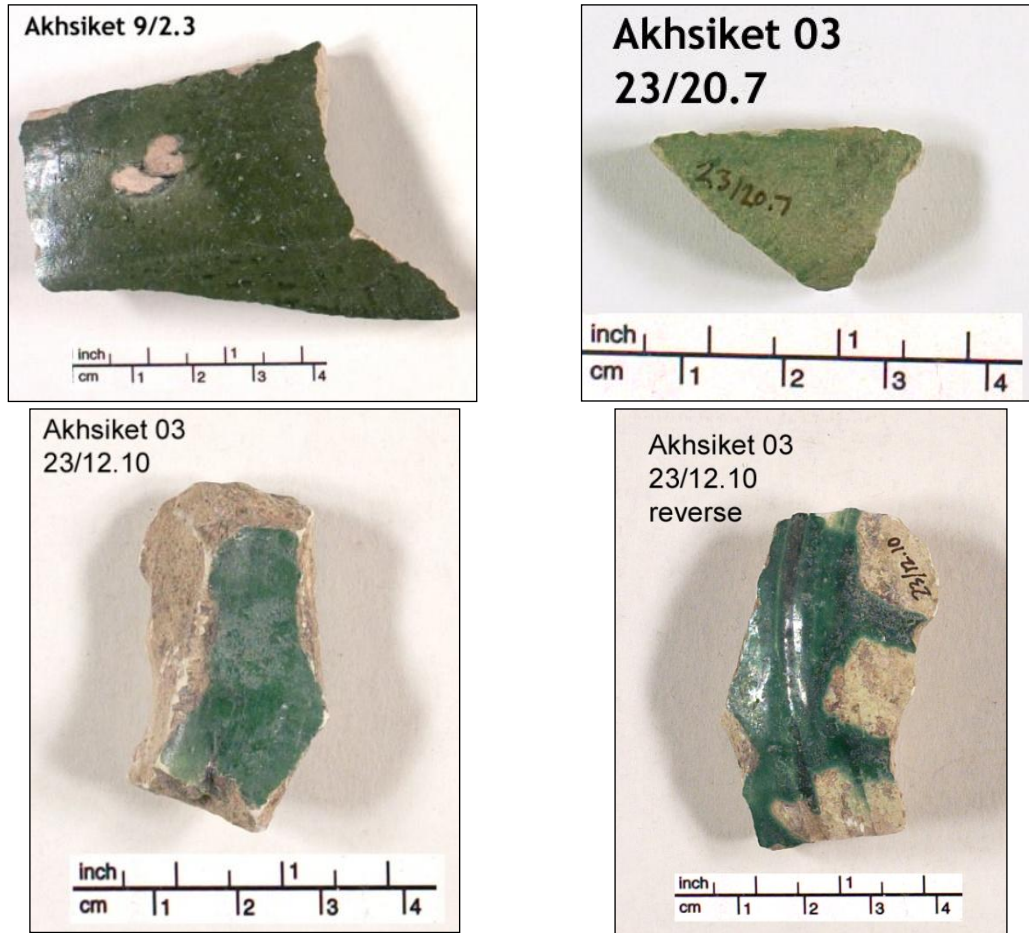 Akhsiket 9/2.3
inch 1
cm 1 2 3 4
Akhsiket 03
23/20.7
23/20.7
inch 1
cm 1 2 3 4
Akhsiket 03
23/12.10
inch 1
cm 1 2 3 4
Akhsiket 03
23/12.10
reverse
23/12.10
inch 1
cm 1 2 3 4